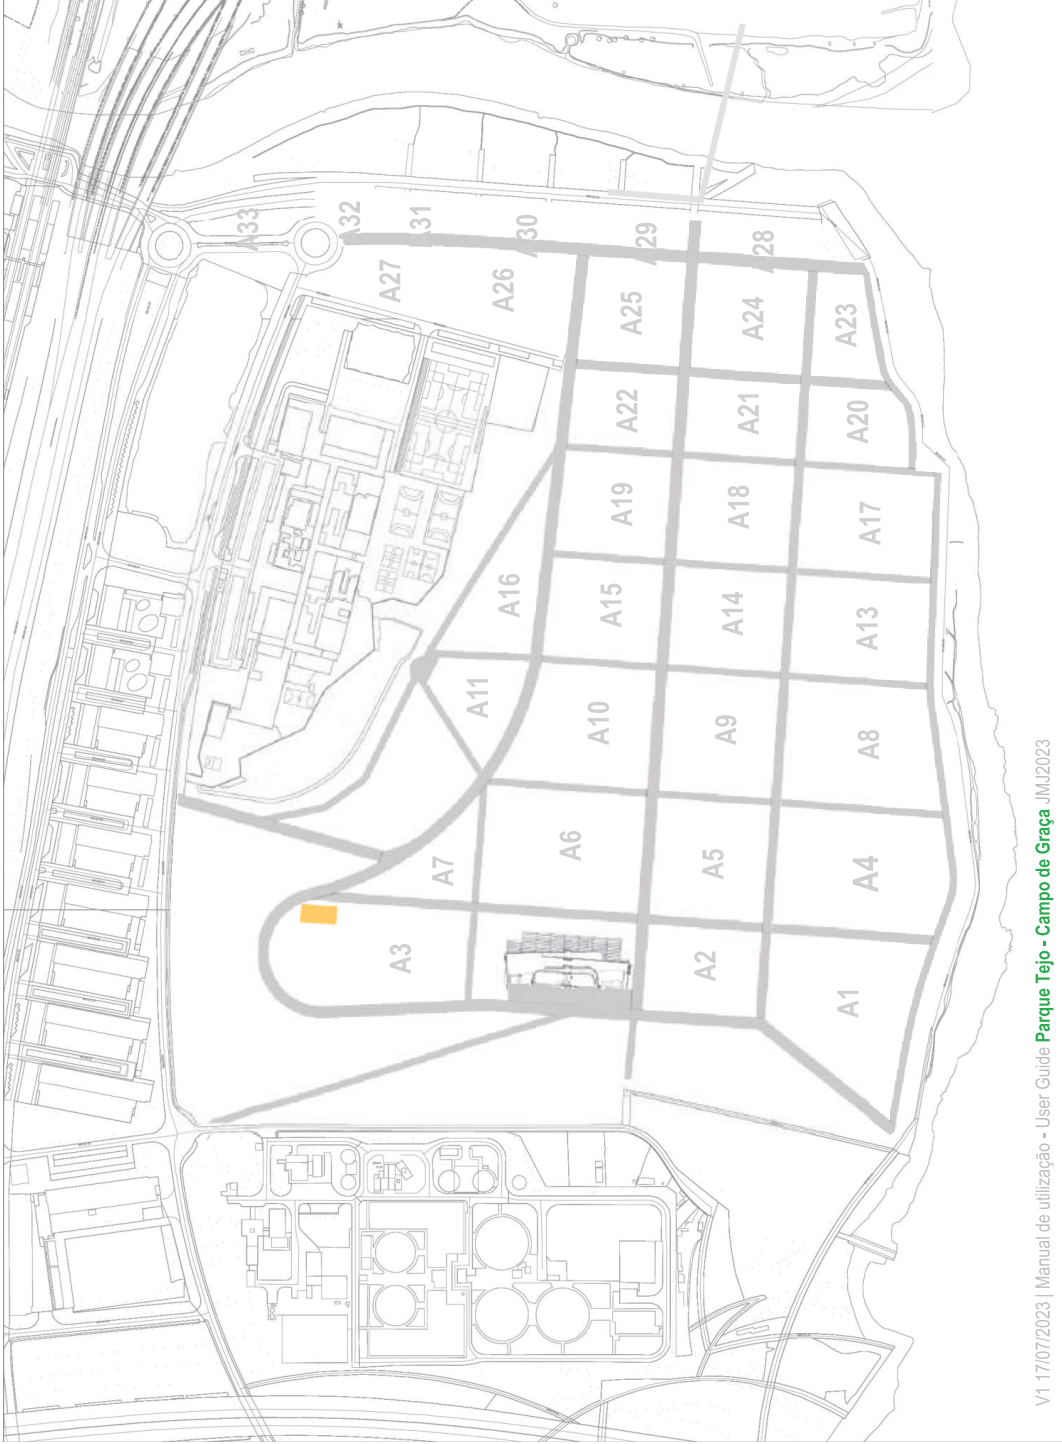 A33
A32
A27
A31
A3
A7
A11
A16
A26
A30
A6
A10
A15
A19
A22
A25
A29
A2
A5
A9
A14
A18
A21
A24
A28
A1
A4
A8
A13
A17
A20
A23
V1 17/07/2023 | Manual de utilização - User Guide Parque Tejo - Campo de Graça JMJ2023